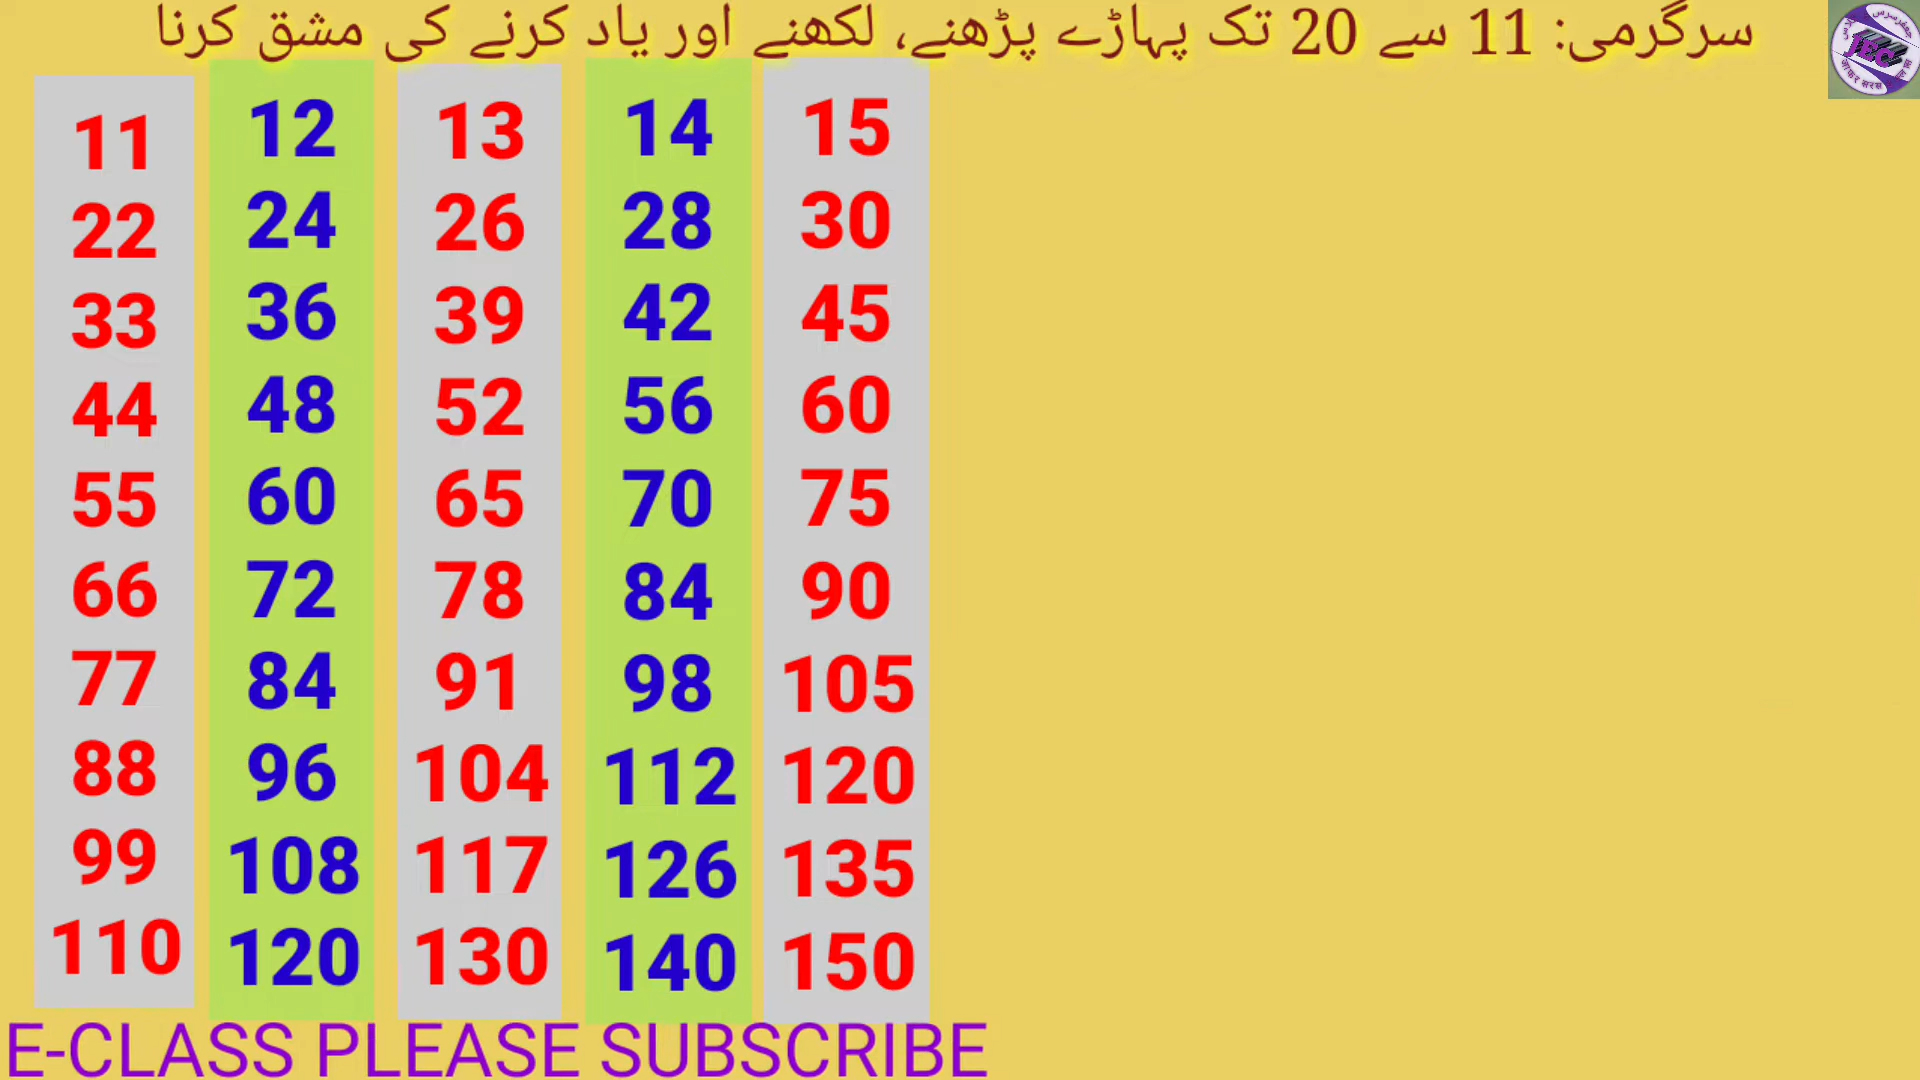 سرگرمی: 11 سے 20 تک پہاڑے پڑھنے، لکھنے اور یاد کرنے کی مشق کرنا
JEC
11 12 13 14 15
22 24 26 28 30
33 36 39 42 45
44 48 52 56 60
55 60 65 70 75
66 72 78 84 90
77 84 91 98 105
88 96 104 112 120
99 108 117 126 135
110 120 130 140 150
E-CLASS PLEASE SUBSCRIBE